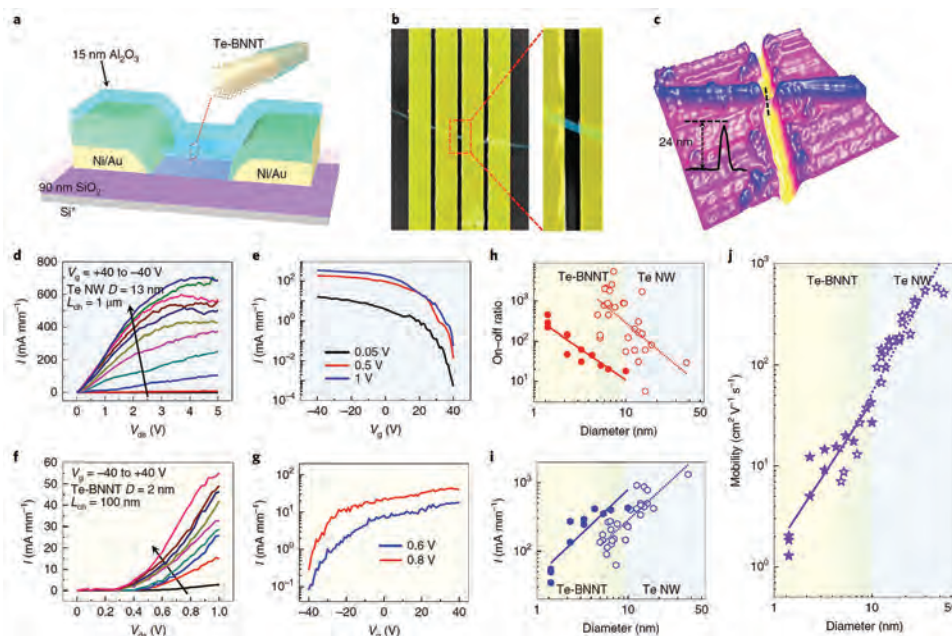 a
Te-BNNT
15 nm Al₂O₃
Ni/Au
Ni/Au
90 nm SiO₂
Si⁺
b
c
24 nm
d
800
600
400
200
0
I (mA mm⁻¹)
V_g = +40 to −40 V
Te NW D = 13 nm
L_ch = 1 μm
0 1 2 3 4 5
V_ds (V)
e
10²
10⁰
10⁻²
10⁻⁴
I (mA mm⁻¹)
0.05 V
0.5 V
1 V
−40 −20 0 20 40
V_g (V)
f
60
50
40
30
20
10
0
I (mA mm⁻¹)
V_g = −40 to +40 V
Te-BNNT D = 2 nm
L_ch = 100 nm
0 0.2 0.4 0.6 0.8 1.0
g
10²
10¹
10⁰
10⁻¹
I (mA mm⁻¹)
0.6 V
0.8 V
−40 −20 0 20 40
h
Te-BNNT
Te NW
10³
10²
10¹
On–off ratio
1 10 50
Diameter (nm)
i
10³
10²
I (mA mm⁻¹)
Te-BNNT
Te NW
1 10 50
Diameter (nm)
j
Te-BNNT
Te NW
10³
10²
10¹
10⁰
Mobility (cm² V⁻¹ s⁻¹)
1 10 50
Diameter (nm)